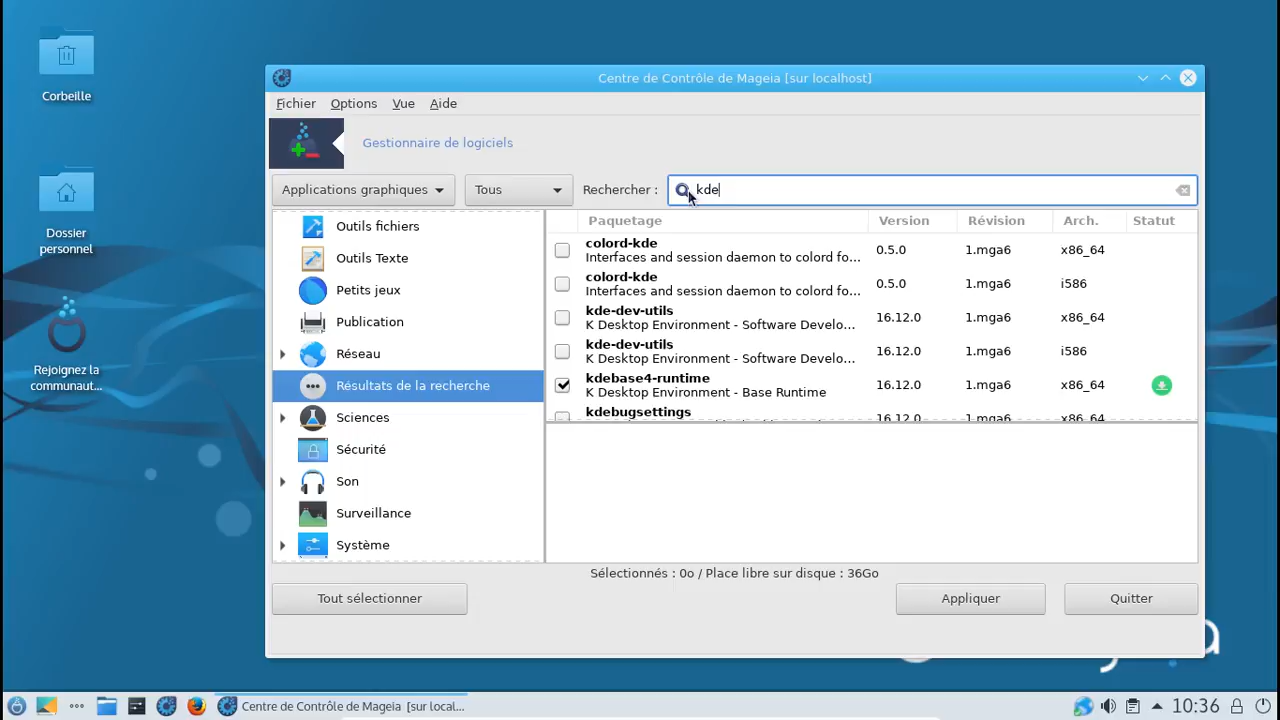 Corbeille
Dossier
personnel
Rejoignez la
communaut...
Centre de Contrôle de Mageia [sur localhost]
Fichier Options Vue Aide
Gestionnaire de logiciels
Applications graphiques Tous Rechercher : kde
Outils fichiers
Outils Texte
Petits jeux
Publication
Réseau
Résultats de la recherche
Sciences
Sécurité
Son
Surveillance
Système
Paquetage Version Révision Arch. Statut
colord-kde 0.5.0 1.mga6 x86_64
Interfaces and session daemon to colord fo...
colord-kde 0.5.0 1.mga6 i586
Interfaces and session daemon to colord fo...
kde-dev-utils 16.12.0 1.mga6 x86_64
K Desktop Environment - Software Develo...
kde-dev-utils 16.12.0 1.mga6 i586
K Desktop Environment - Software Develo...
kdebase4-runtime 16.12.0 1.mga6 x86_64
K Desktop Environment - Base Runtime
kdebugsettings 16.12.0 1.mga6 x86_64
Sélectionnés : 0o / Place libre sur disque : 36Go
Tout sélectionner Appliquer Quitter
Centre de Contrôle de Mageia [sur local... 10:36